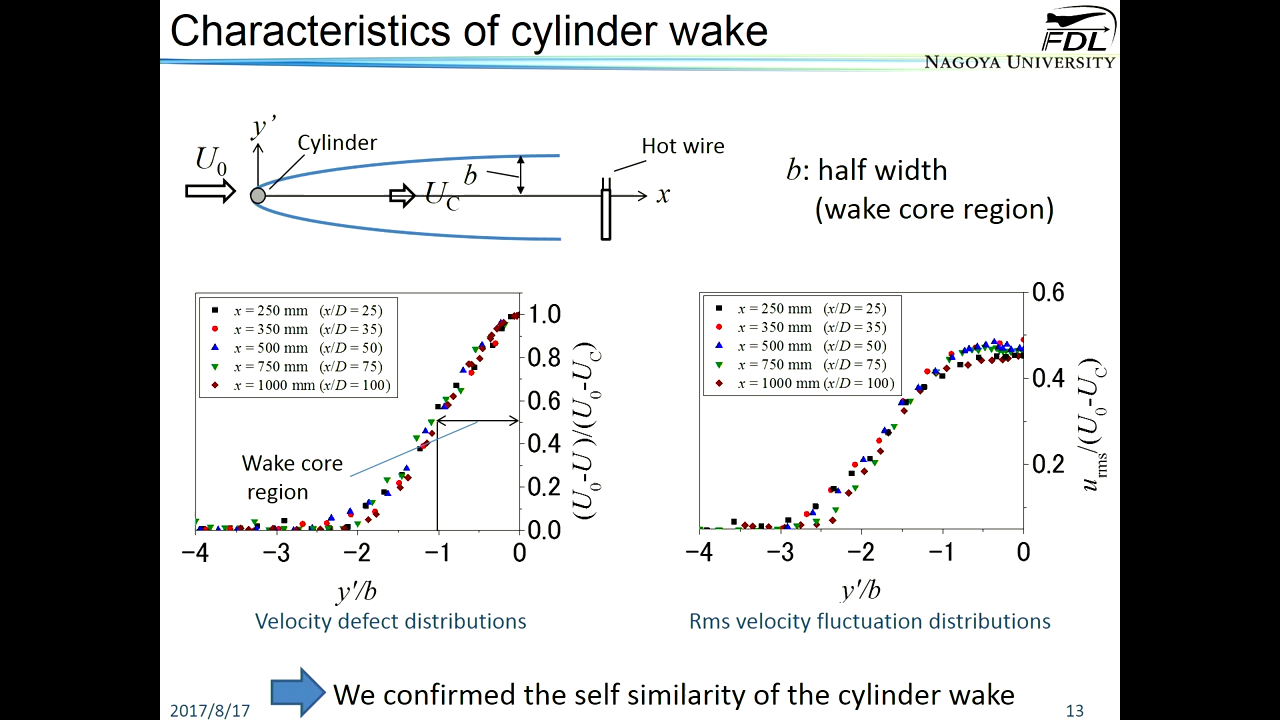 Characteristics of cylinder wake
FDL
NAGOYA UNIVERSITY
y’
Cylinder
U0
b
UC
x
Hot wire
b: half width
(wake core region)
x = 250 mm (x/D = 25)
x = 350 mm (x/D = 35)
x = 500 mm (x/D = 50)
x = 750 mm (x/D = 75)
x = 1000 mm (x/D = 100)
Wake core
region
1.0
0.8
0.6
0.4
0.2
0.0
(U0-U)/(U0-UC)
−4 −3 −2 −1 0
y'/b
Velocity defect distributions
x = 250 mm (x/D = 25)
x = 350 mm (x/D = 35)
x = 500 mm (x/D = 50)
x = 750 mm (x/D = 75)
x = 1000 mm (x/D = 100)
0.6
0.4
0.2
urms/(U0-UC)
−4 −3 −2 −1 0
y'/b
Rms velocity fluctuation distributions
We confirmed the self similarity of the cylinder wake
2017/8/17
13